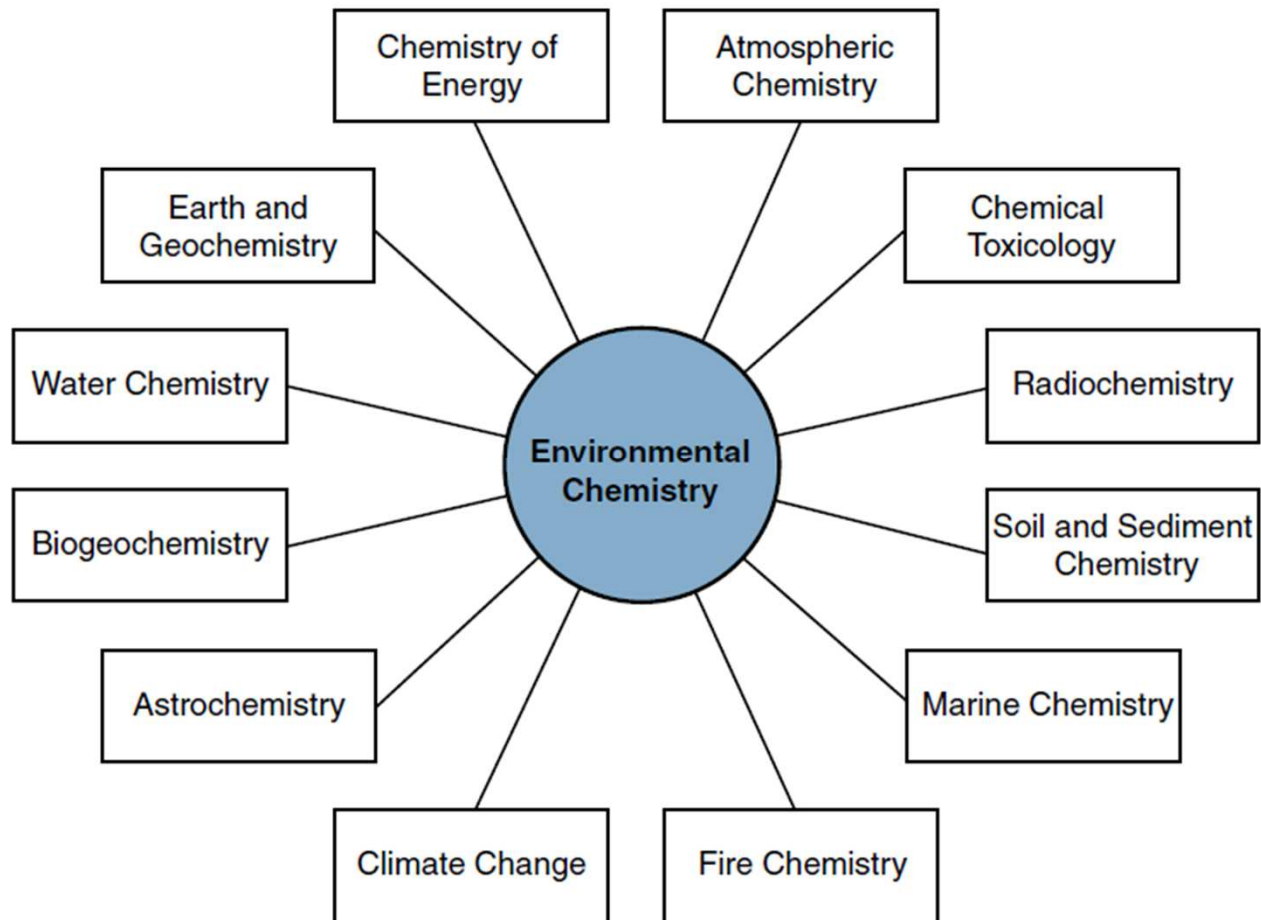 Chemistry of
Energy
Atmospheric
Chemistry
Earth and
Geochemistry
Chemical
Toxicology
Water Chemistry
Radiochemistry
Environmental
Chemistry
Biogeochemistry
Soil and Sediment
Chemistry
Astrochemistry
Marine Chemistry
Climate Change
Fire Chemistry